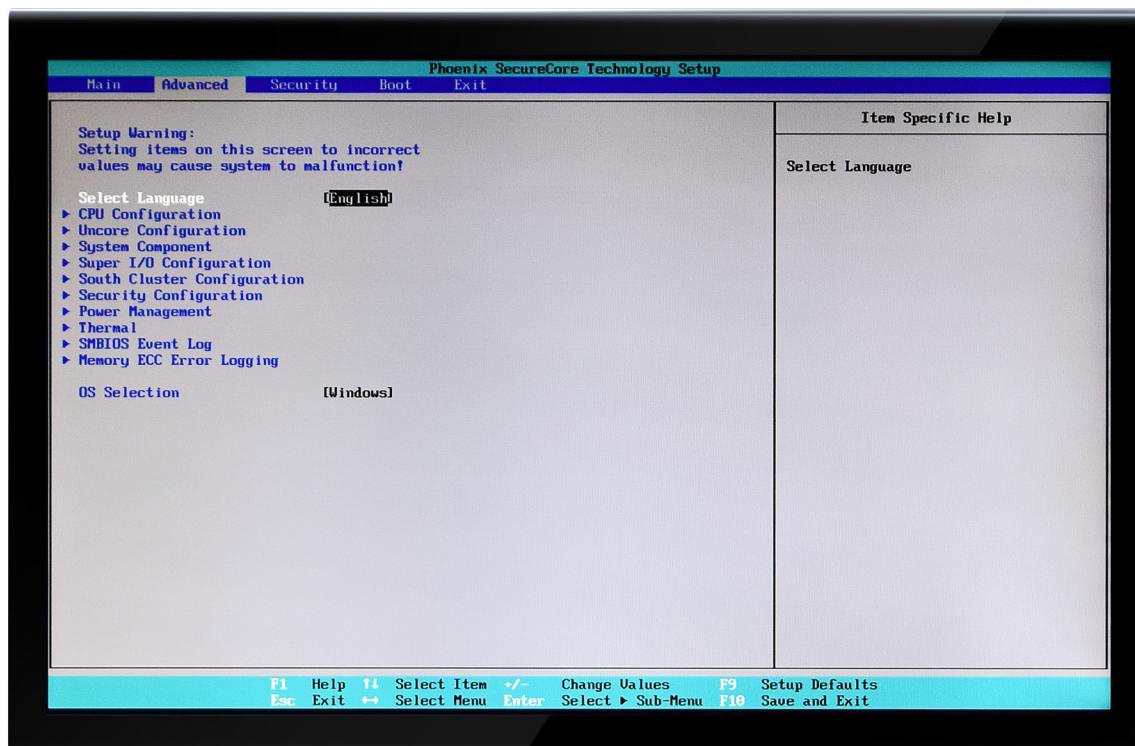 Phoenix SecureCore Technology Setup
Main Advanced Security Boot Exit
Setup Warning:
Setting items on this screen to incorrect
values may cause system to malfunction!
Select Language [English]
▶ CPU Configuration
▶ Uncore Configuration
▶ System Component
▶ Super I/O Configuration
▶ South Cluster Configuration
▶ Security Configuration
▶ Power Management
▶ Thermal
▶ SMBIOS Event Log
▶ Memory ECC Error Logging
OS Selection [Windows]
Item Specific Help
Select Language
F1 Help ↑↓ Select Item +/- Change Values F9 Setup Defaults
Esc Exit ↔ Select Menu Enter Select ▶ Sub-Menu F10 Save and Exit